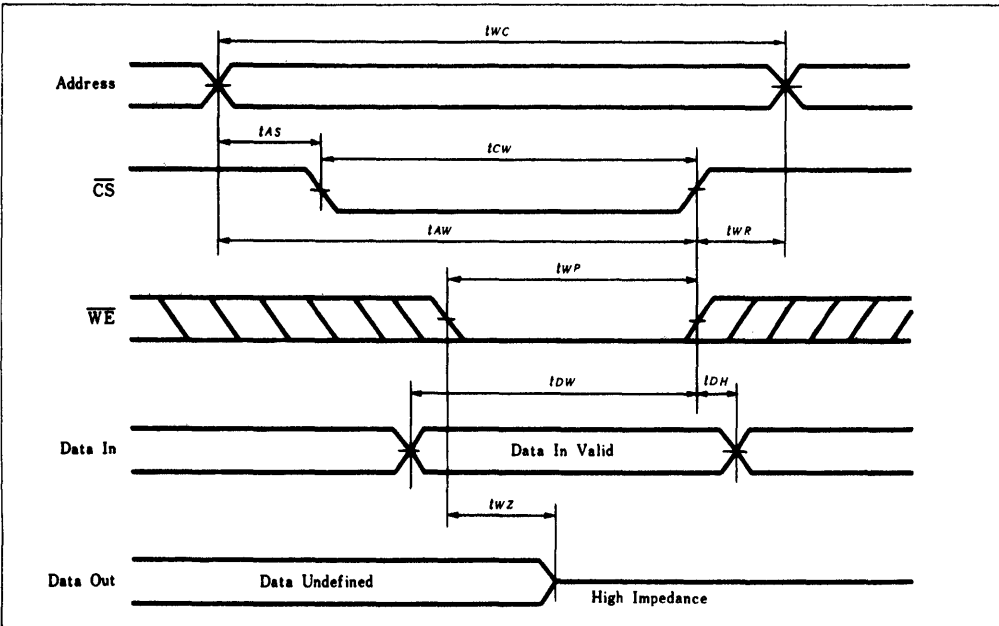 tWC
Address
tAS
tCW
CS
tAW
tWR
tWP
WE
tDW
tDH
Data In
Data In Valid
tWZ
Data Out
Data Undefined
High Impedance